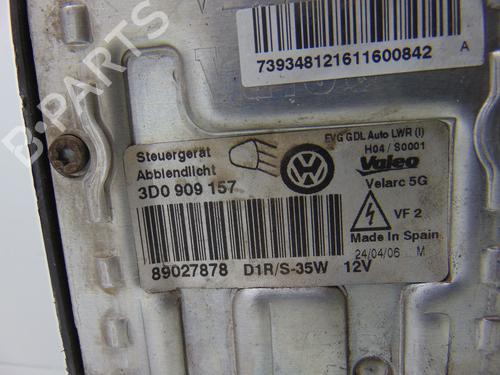 739348121611600842 A
Steuergerät
Abblendlicht
3D0 909 157
EVG GDL Auto LWR (I)
H04 / S0001
Valeo
Velarc 5G
VF 2
Made In Spain
24/04/06 M
89027878 D1R/S-35W 12V
B-PARTS